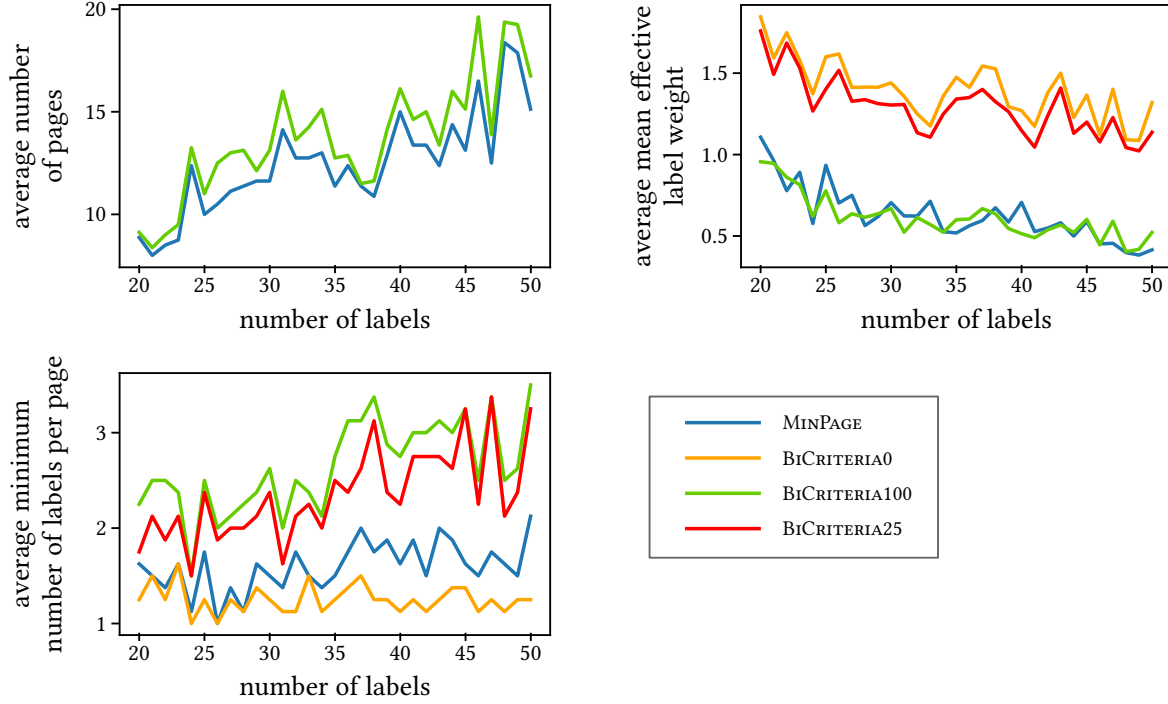 average number
of pages
20
15
10
20 25 30 35 40 45 50
number of labels
average mean effective
label weight
1.5
1.0
0.5
20 25 30 35 40 45 50
number of labels
average minimum
number of labels per page
3
2
1
20 25 30 35 40 45 50
number of labels
MINPAGE
BICRITERIA0
BICRITERIA100
BICRITERIA25